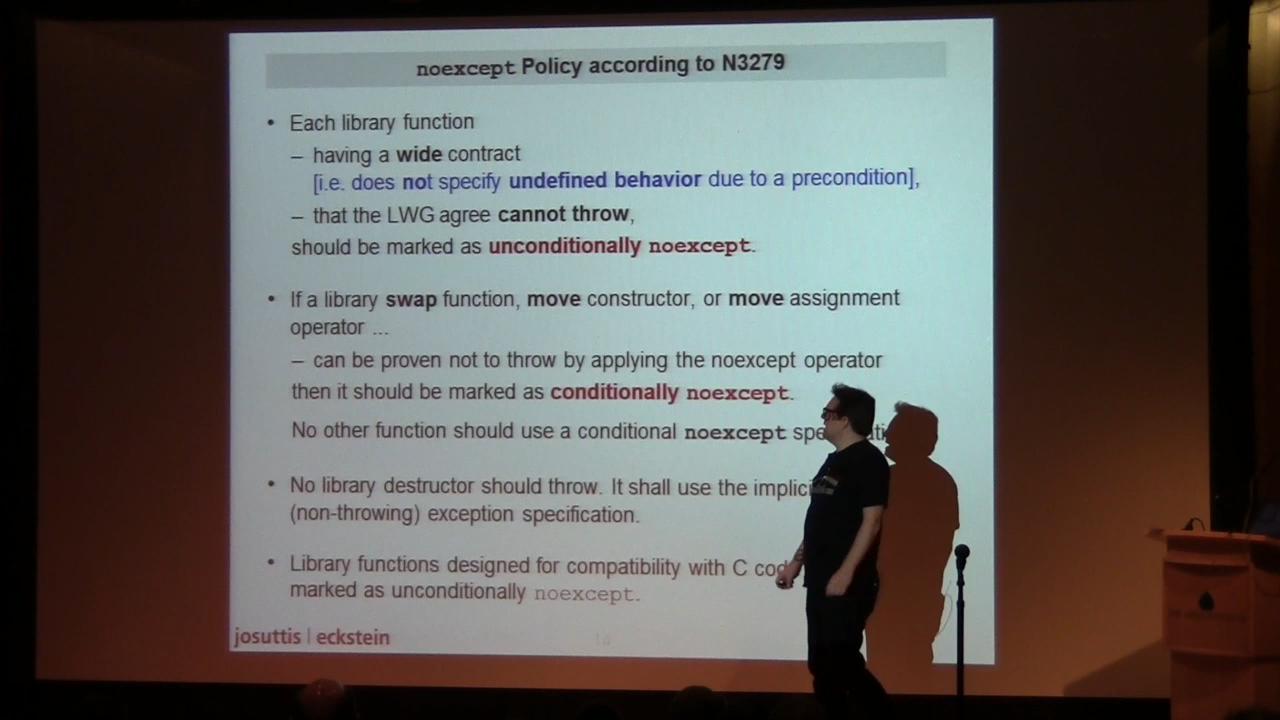 noexcept Policy according to N3279
• Each library function
– having a wide contract
[i.e. does not specify undefined behavior due to a precondition],
– that the LWG agree cannot throw,
should be marked as unconditionally noexcept.
• If a library swap function, move constructor, or move assignment
operator ...
– can be proven not to throw by applying the noexcept operator
then it should be marked as conditionally noexcept.
No other function should use a conditional noexcept
• No library destructor should throw. It shall use the
(non-throwing) exception specification.
• Library functions designed for compatibility with C
marked as unconditionally noexcept.
josuttis | eckstein